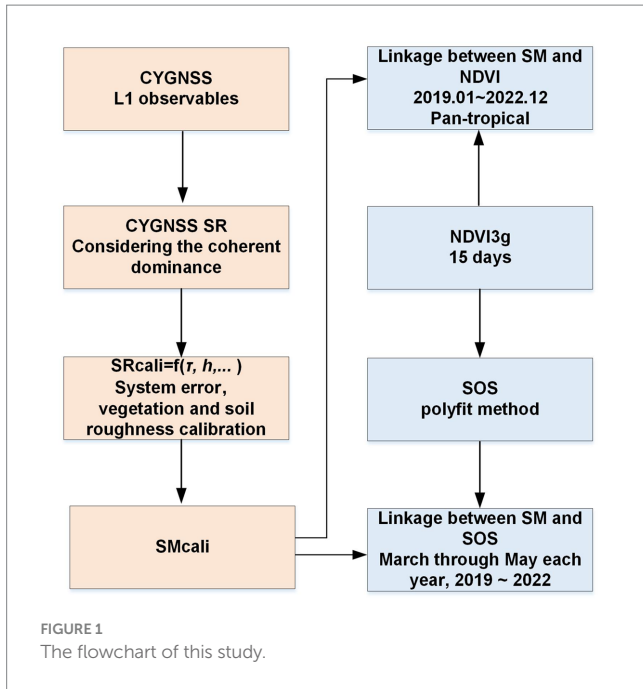 CYGNSS
L1 observables
CYGNSS SR
Considering the coherent
dominance
SRcali=f(τ, h,... )
System error,
vegetation and soil
roughness calibration
SMcali
Linkage between SM and
NDVI
2019.01~2022.12
Pan-tropical
NDVI3g
15 days
SOS
polyfit method
Linkage between SM and
SOS
March through May each
year, 2019 ~ 2022
FIGURE 1
The flowchart of this study.